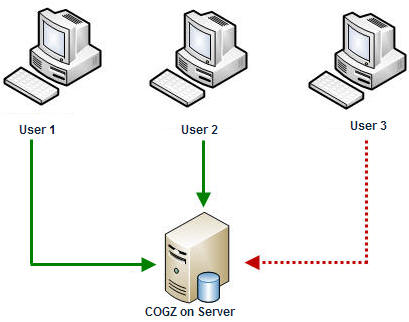 User 1
User 2
User 3
COGZ on Server